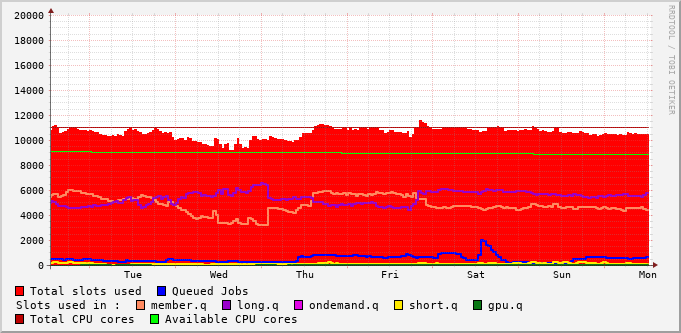 RRDTOOL / TOBI OETIKER
20000
18000
16000
14000
12000
10000
8000
6000
4000
2000
0
Tue Wed Thu Fri Sat Sun Mon
Total slots used Queued Jobs
Slots used in : member.q long.q ondemand.q short.q gpu.q
Total CPU cores Available CPU cores